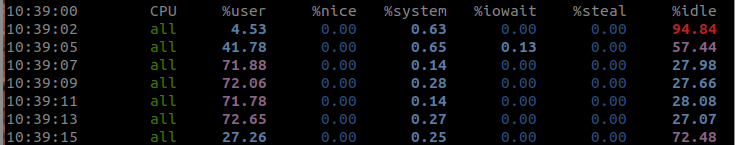 10:39:00 CPU %user %nice %system %iowait %steal %idle
10:39:02 all 4.53 0.00 0.63 0.00 0.00 94.84
10:39:05 all 41.78 0.00 0.65 0.13 0.00 57.44
10:39:07 all 71.88 0.00 0.14 0.00 0.00 27.98
10:39:09 all 72.06 0.00 0.28 0.00 0.00 27.66
10:39:11 all 71.78 0.00 0.14 0.00 0.00 28.08
10:39:13 all 72.65 0.00 0.27 0.00 0.00 27.07
10:39:15 all 27.26 0.00 0.25 0.00 0.00 72.48